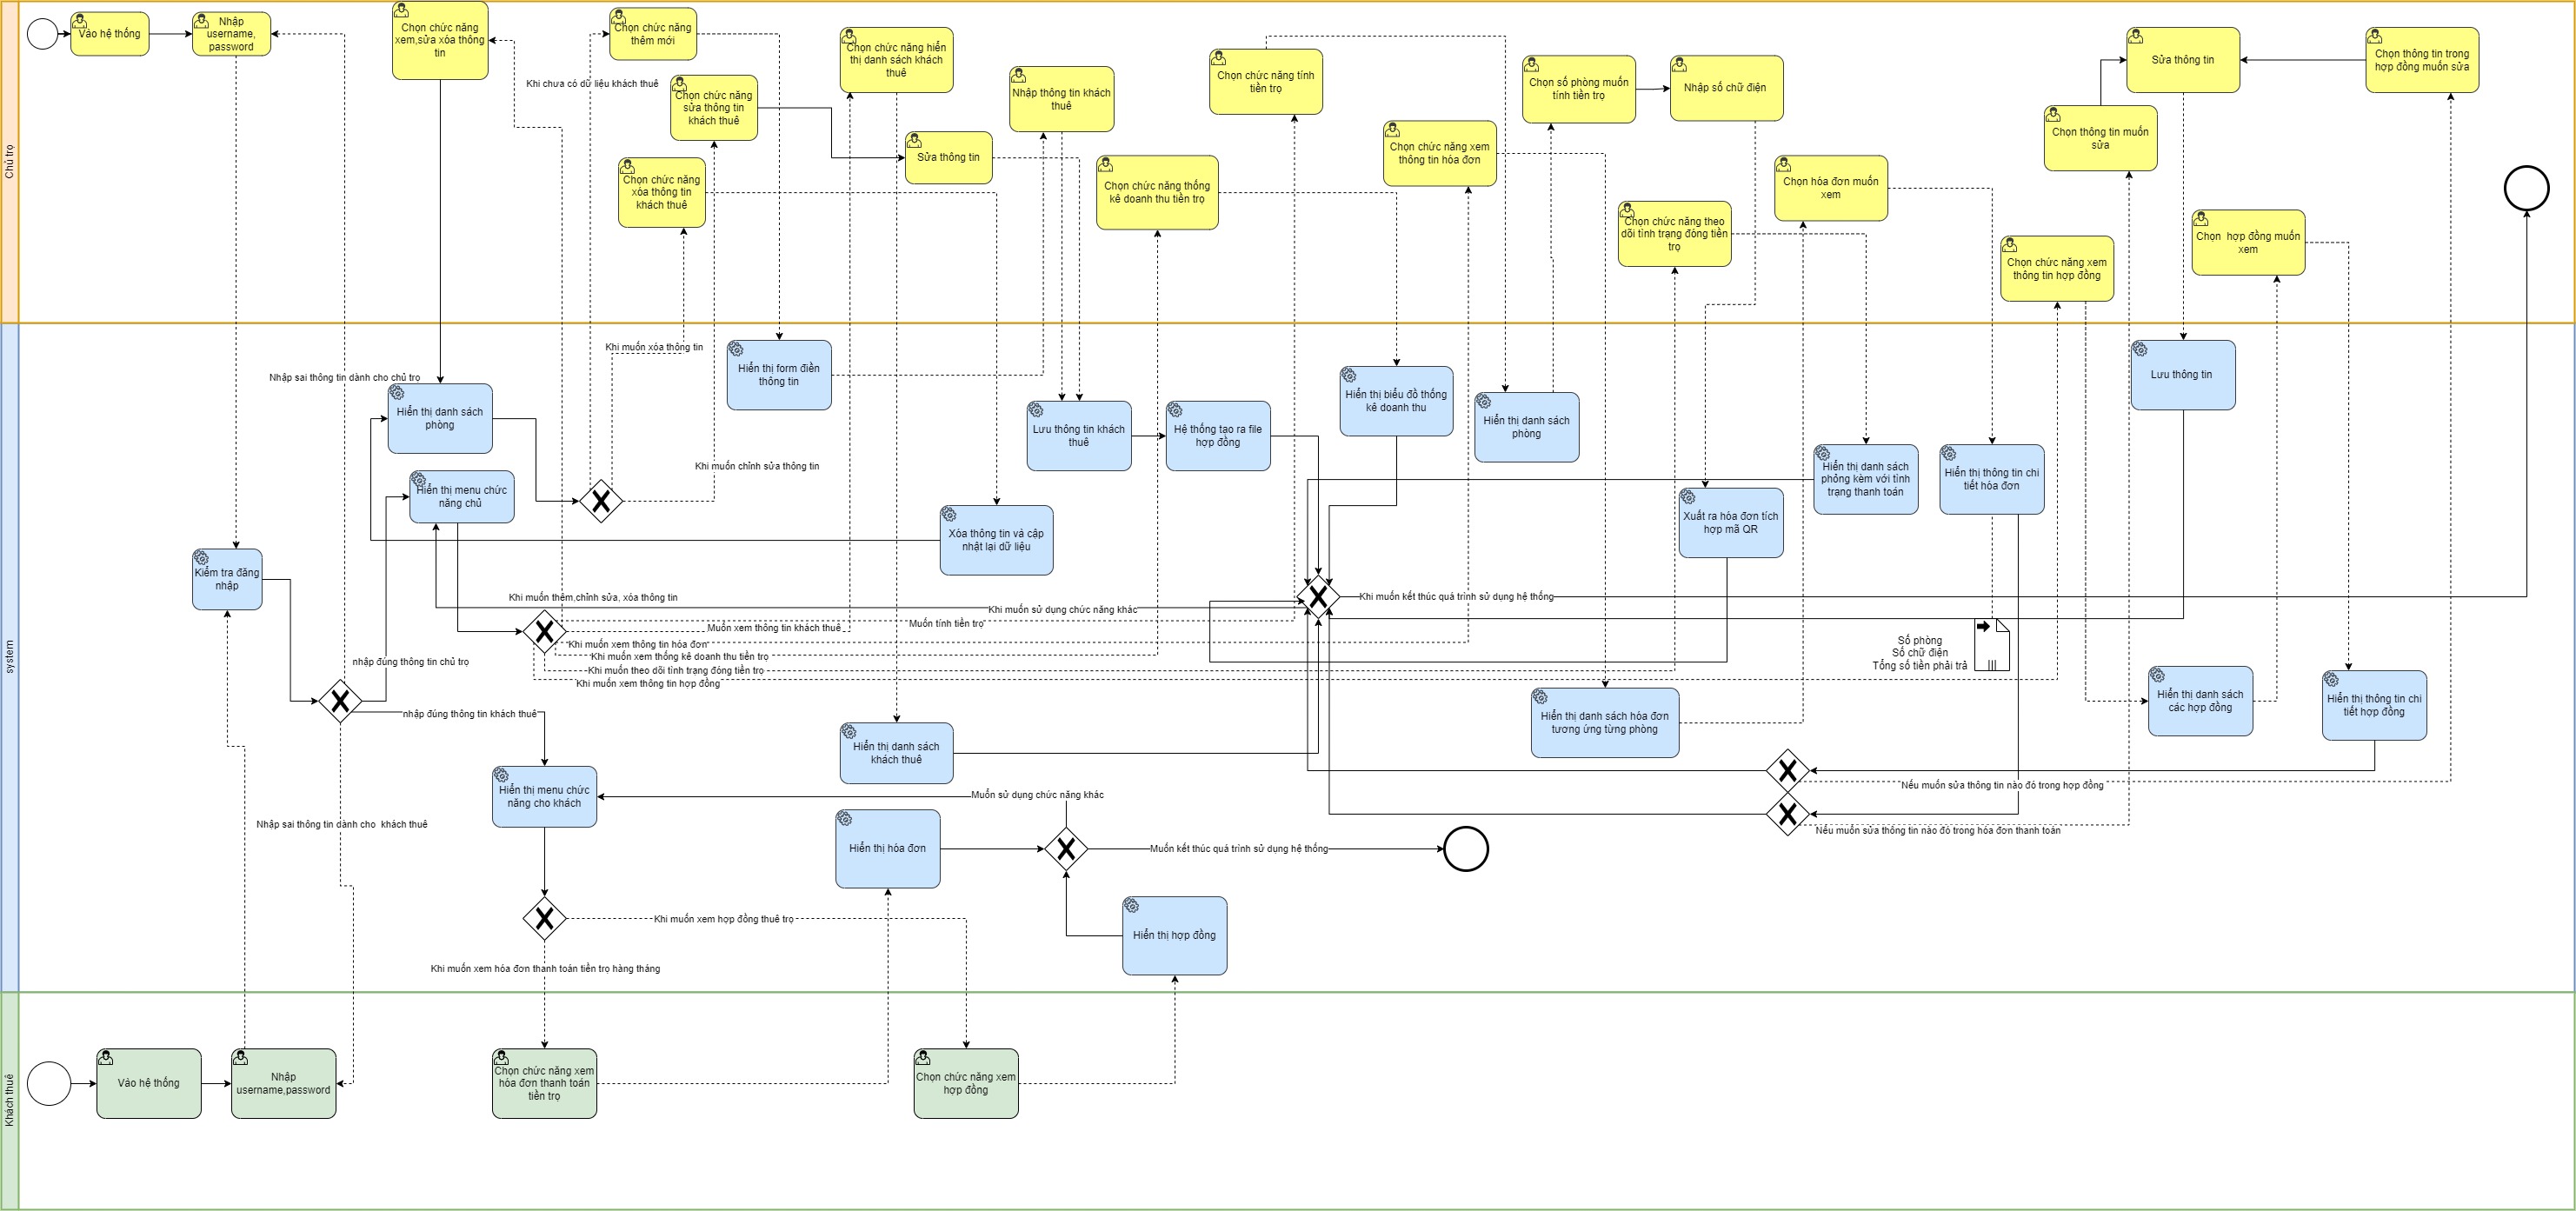 Chủ trọ
Vào hệ thống
Nhập
username,
password
Chọn chức năng
xem,sửa xóa thông
tin
Chọn chức năng
thêm mới
Khi chưa có dữ liệu khách thuê
Chọn chức năng
sửa thông tin
khách thuê
Chọn chức năng
xóa thông tin
khách thuê
Chọn chức năng hiển
thị danh sách khách
thuê
Sửa thông tin
Nhập thông tin khách
thuê
Chọn chức năng thống
kê doanh thu tiền trọ
Chọn chức năng tính
tiền trọ
Chọn chức năng xem
thông tin hóa đơn
Chọn số phòng muốn
tính tiền trọ
Nhập số chữ điện
Chọn chức năng theo
dõi tình trạng đóng tiền
trọ
Chọn hóa đơn muốn
xem
Chọn chức năng xem
thông tin hợp đồng
Chọn thông tin muốn
sửa
Sửa thông tin
Chọn  hợp đồng muốn
xem
Chọn thông tin trong
hợp đồng muốn sửa
system
Nhập sai thông tin dành cho chủ trọ
Hiển thị danh sách
phòng
Hiển thị menu chức
năng chủ
Kiểm tra đăng
nhập
Khi muốn xóa thông tin
Khi muốn chỉnh sửa thông tin
Hiển thị form điền
thông tin
Lưu thông tin khách
thuê
Hệ thống tạo ra file
hợp đồng
Xóa thông tin và cập
nhật lại dữ liệu
Hiển thị biểu đồ thống
kê doanh thu
Hiển thị danh sách
phòng
Xuất ra hóa đơn tích
hợp mã QR
Hiển thị danh sách
phòng kèm với tình
trạng thanh toán
Hiển thị thông tin chi
tiết hóa đơn
Lưu thông tin
Khi muốn thêm,chỉnh sửa, xóa thông tin
Khi muốn sử dụng chức năng khác
Khi muốn kết thúc quá trình sử dụng hệ thống
Muốn tính tiền trọ
Muốn xem thông tin khách thuê
Khi muốn xem thông tin hóa đơn
Khi muốn xem thống kê doanh thu tiền trọ
Khi muốn theo dõi tình trạng đóng tiền trọ
Khi muốn xem thông tin hợp đồng
Số phòng
Số chữ điện
Tổng số tiền phải trả
nhập đúng thông tin chủ trọ
nhập đúng thông tin khách thuê
Nhập sai thông tin dành cho  khách thuê
Hiển thị menu chức
năng cho khách
Hiển thị danh sách
khách thuê
Hiển thị danh sách hóa đơn
tương ứng từng phòng
Hiển thị danh sách
các hợp đồng
Hiển thị thông tin chi
tiết hợp đồng
Nếu muốn sửa thông tin nào đó trong hợp đồng
Nếu muốn sửa thông tin nào đó trong hóa đơn thanh toán
Muốn sử dụng chức năng khác
Hiển thị hóa đơn
Muốn kết thúc quá trình sử dụng hệ thống
Khi muốn xem hợp đồng thuê trọ
Hiển thị hợp đồng
Khi muốn xem hóa đơn thanh toán tiền trọ hàng tháng
Khách thuê
Vào hệ thống
Nhập
username,password
Chọn chức năng xem
hóa đơn thanh toán
tiền trọ
Chọn chức năng xem
hợp đồng